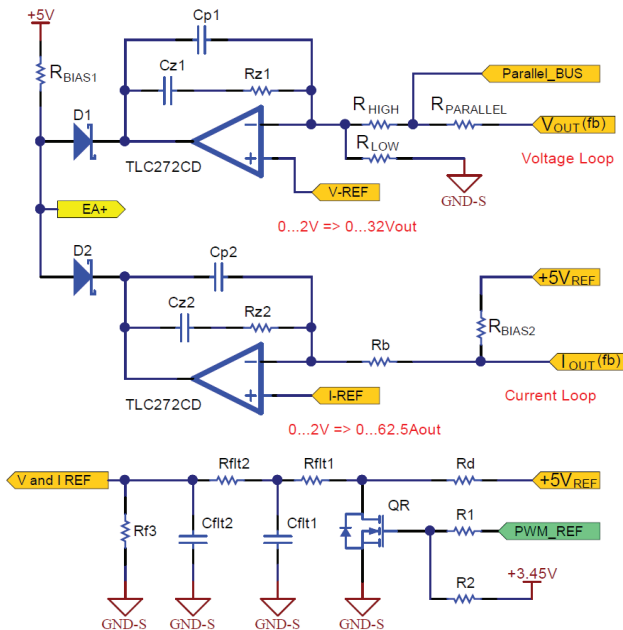 +5V
RBIAS1
Cp1
Cz1
Rz1
D1
TLC272CD
Parallel_BUS
RHIGH
RPARALLEL
VOUT(fb)
RLOW
Voltage Loop
GND-S
V-REF
EA+
0...2V => 0...32Vout
D2
Cp2
Cz2
Rz2
TLC272CD
+5VREF
RBIAS2
Rb
IOUT(fb)
Current Loop
I-REF
0...2V => 0...62.5Aout
V and I REF
Rflt2
Rflt1
Rd
+5VREF
Rf3
Cflt2
Cflt1
QR
R1
PWM_REF
R2
+3.45V
GND-S
GND-S
GND-S
GND-S